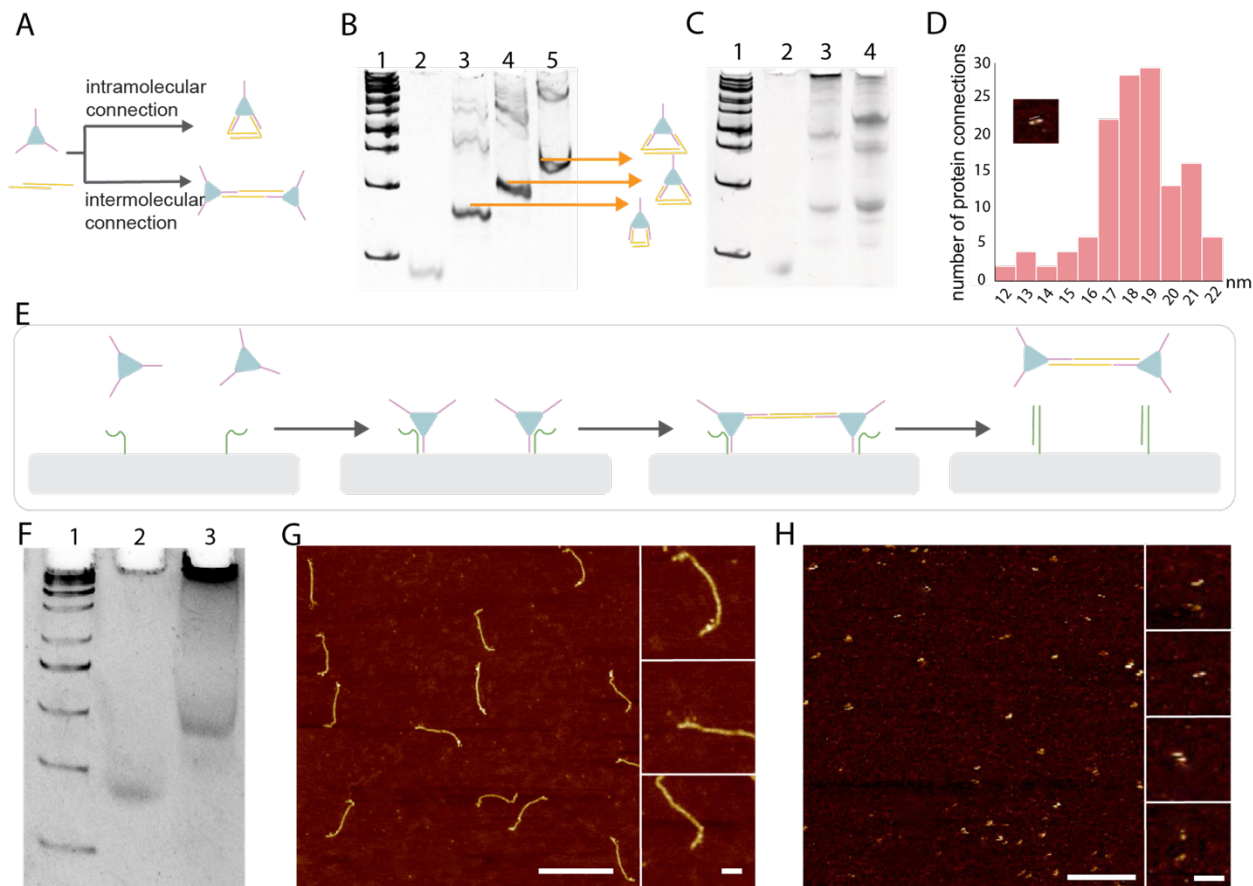 A
intramolecular
connection
intermolecular
connection
B
1 2 3 4 5
C
1 2 3 4
D
number of protein connections
30
25
20
15
10
5
0
12 13 14 15 16 17 18 19 20 21 22 nm
E
F
1 2 3
G
H